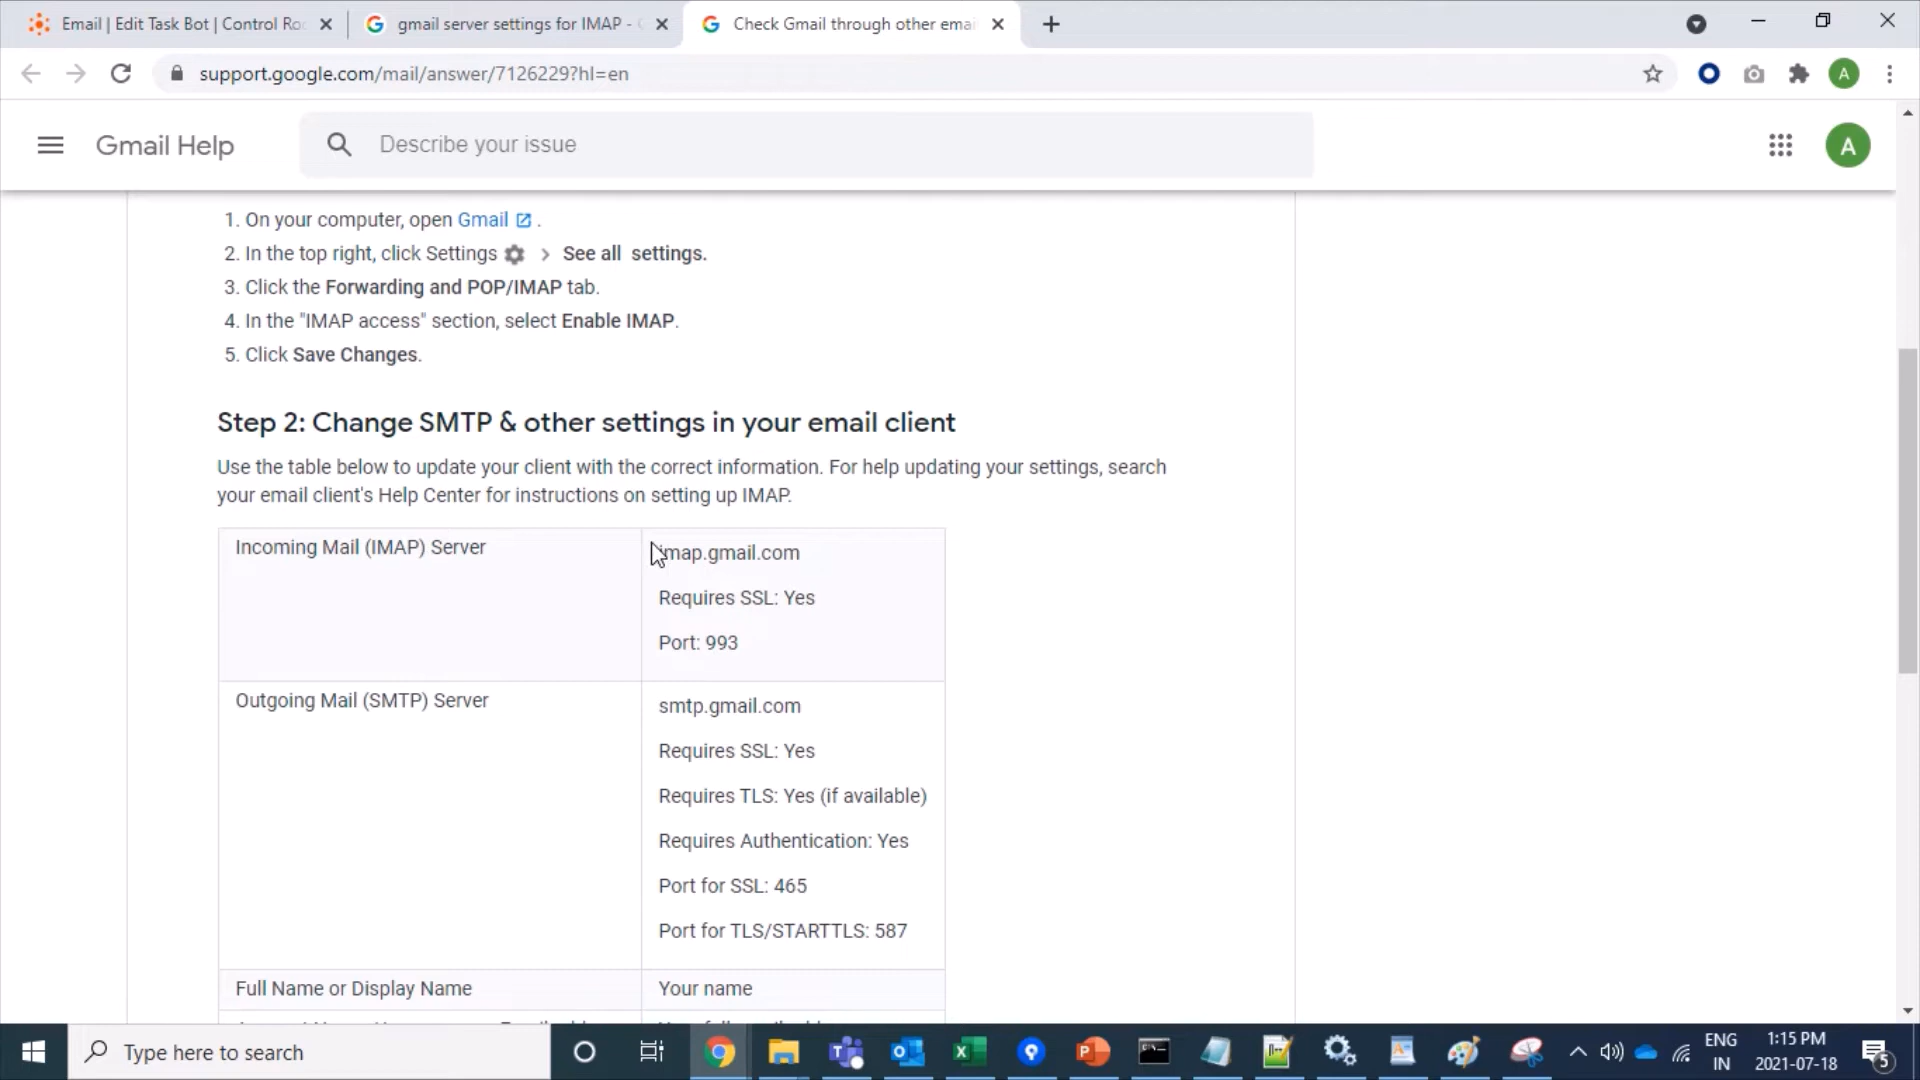 Email | Edit Task Bot | Control Ro
gmail server settings for IMAP -
Check Gmail through other emai
support.google.com/mail/answer/7126229?hl=en
A
Gmail Help
Describe your issue
A
1. On your computer, open Gmail .
2. In the top right, click Settings > See all settings.
3. Click the Forwarding and POP/IMAP tab.
4. In the "IMAP access" section, select Enable IMAP.
5. Click Save Changes.
Step 2: Change SMTP & other settings in your email client
Use the table below to update your client with the correct information. For help updating your settings, search
your email client's Help Center for instructions on setting up IMAP.
Incoming Mail (IMAP) Server
imap.gmail.com
Requires SSL: Yes
Port: 993
Outgoing Mail (SMTP) Server
smtp.gmail.com
Requires SSL: Yes
Requires TLS: Yes (if available)
Requires Authentication: Yes
Port for SSL: 465
Port for TLS/STARTTLS: 587
Full Name or Display Name
Your name
Type here to search
ENG
IN
1:15 PM
2021-07-18
5